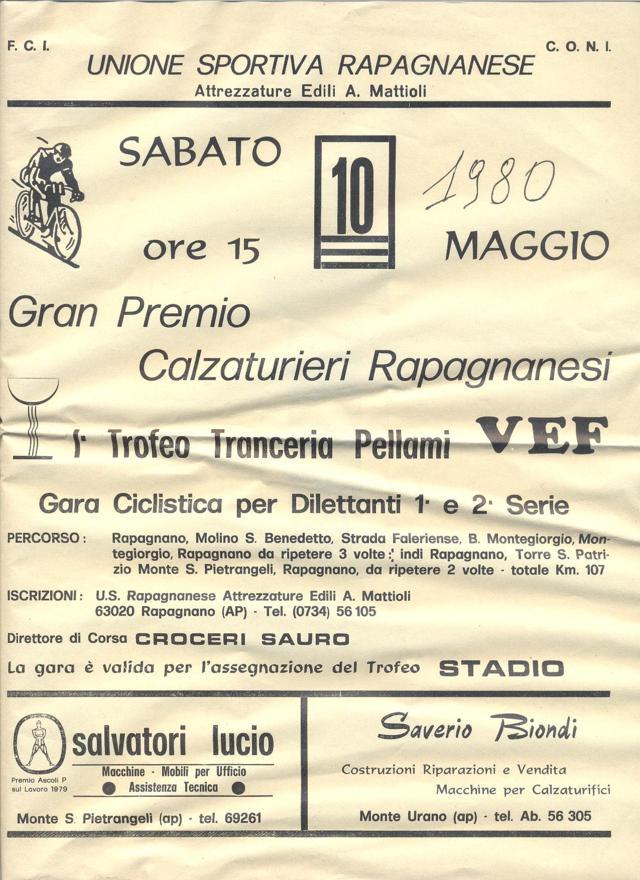 F. C. I.
C. O. N. I.
UNIONE SPORTIVA RAPAGNANESE
Attrezzature Edili A. Mattioli
SABATO
10
1980
ore 15
MAGGIO
Gran Premio
Calzaturieri Rapagnanesi
1° Trofeo Tranceria Pellami VEF
Gara Ciclistica per Dilettanti 1ª e 2ª Serie
PERCORSO: Rapagnano, Molino S. Benedetto, Strada Faleriense, B. Montegiorgio, Mon-
tegiorgio, Rapagnano da ripetere 3 volte; indi Rapagnano, Torre S. Patri-
zio Monte S. Pietrangeli, Rapagnano, da ripetere 2 volte - totale Km. 107
ISCRIZIONI: U.S. Rapagnanese Attrezzature Edili A. Mattioli
63020 Rapagnano (AP) - Tel. (0734) 56105
Direttore di Corsa CROCERI SAURO
La gara è valida per l'assegnazione del Trofeo STADIO
salvatori lucio
Macchine - Mobili per Ufficio
Assistenza Tecnica
Premio Ascoli P
sul Lavoro 1979
Monte S. Pietrangeli (ap) - tel. 69261
Saverio Biondi
Costruzioni Riparazioni e Vendita
Macchine per Calzaturifici
Monte Urano (ap) - tel. Ab. 56 305